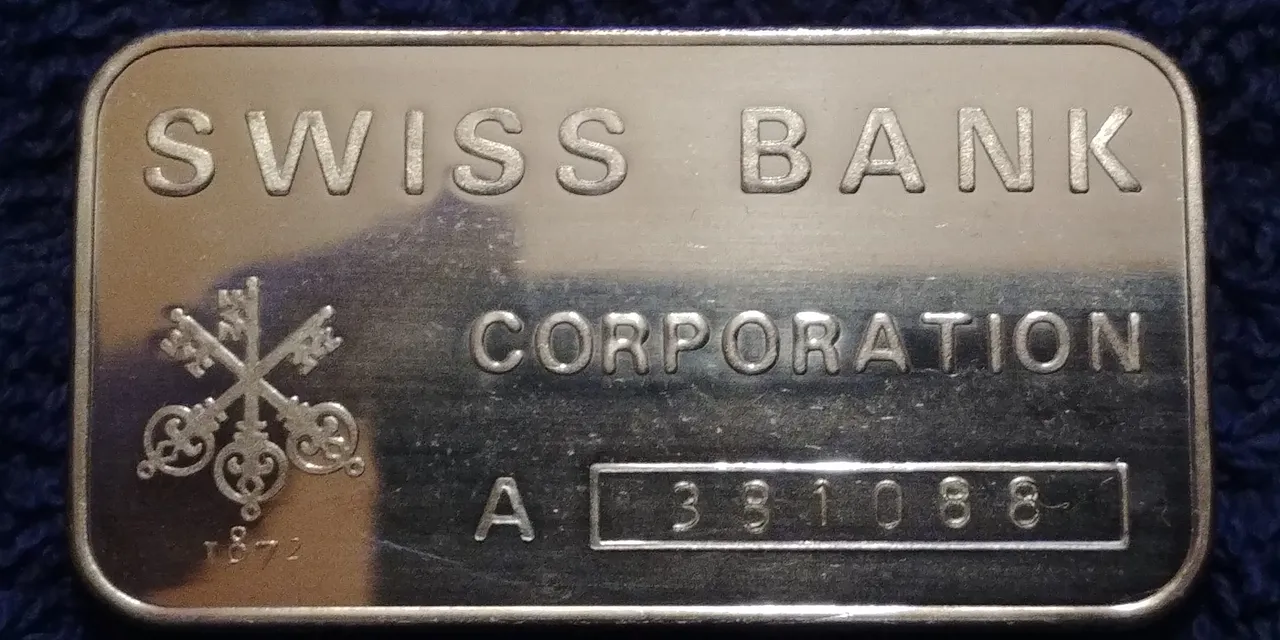 SWISS BANK
CORPORATION
A 381088
1872